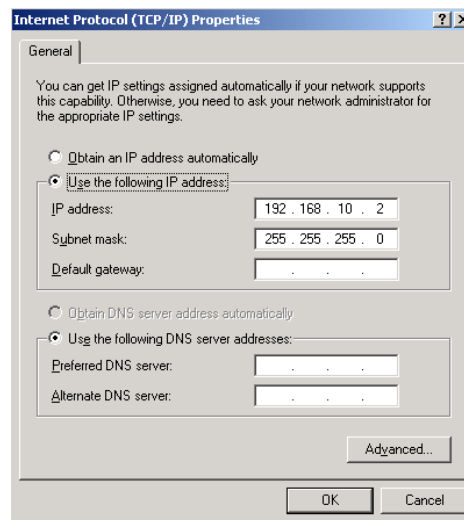 Internet Protocol (TCP/IP) Properties
General
You can get IP settings assigned automatically if your network supports
this capability. Otherwise, you need to ask your network administrator for
the appropriate IP settings.
Obtain an IP address automatically
Use the following IP address:
IP address: 192 . 168 . 10 . 2
Subnet mask: 255 . 255 . 255 . 0
Default gateway: . . .
Obtain DNS server address automatically
Use the following DNS server addresses:
Preferred DNS server: . . .
Alternate DNS server: . . .
Advanced...
OK Cancel